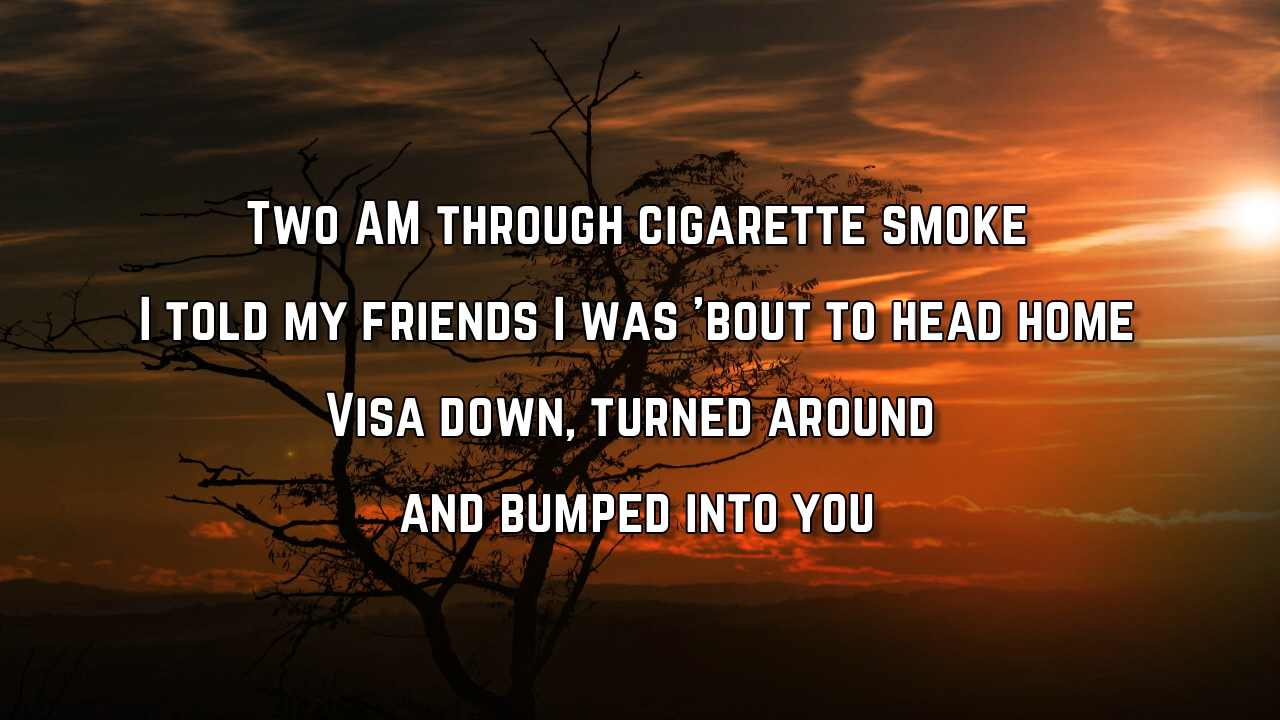 Two AM through cigarette smoke
I told my friends I was 'bout to head home
Visa down, turned around
and bumped into you